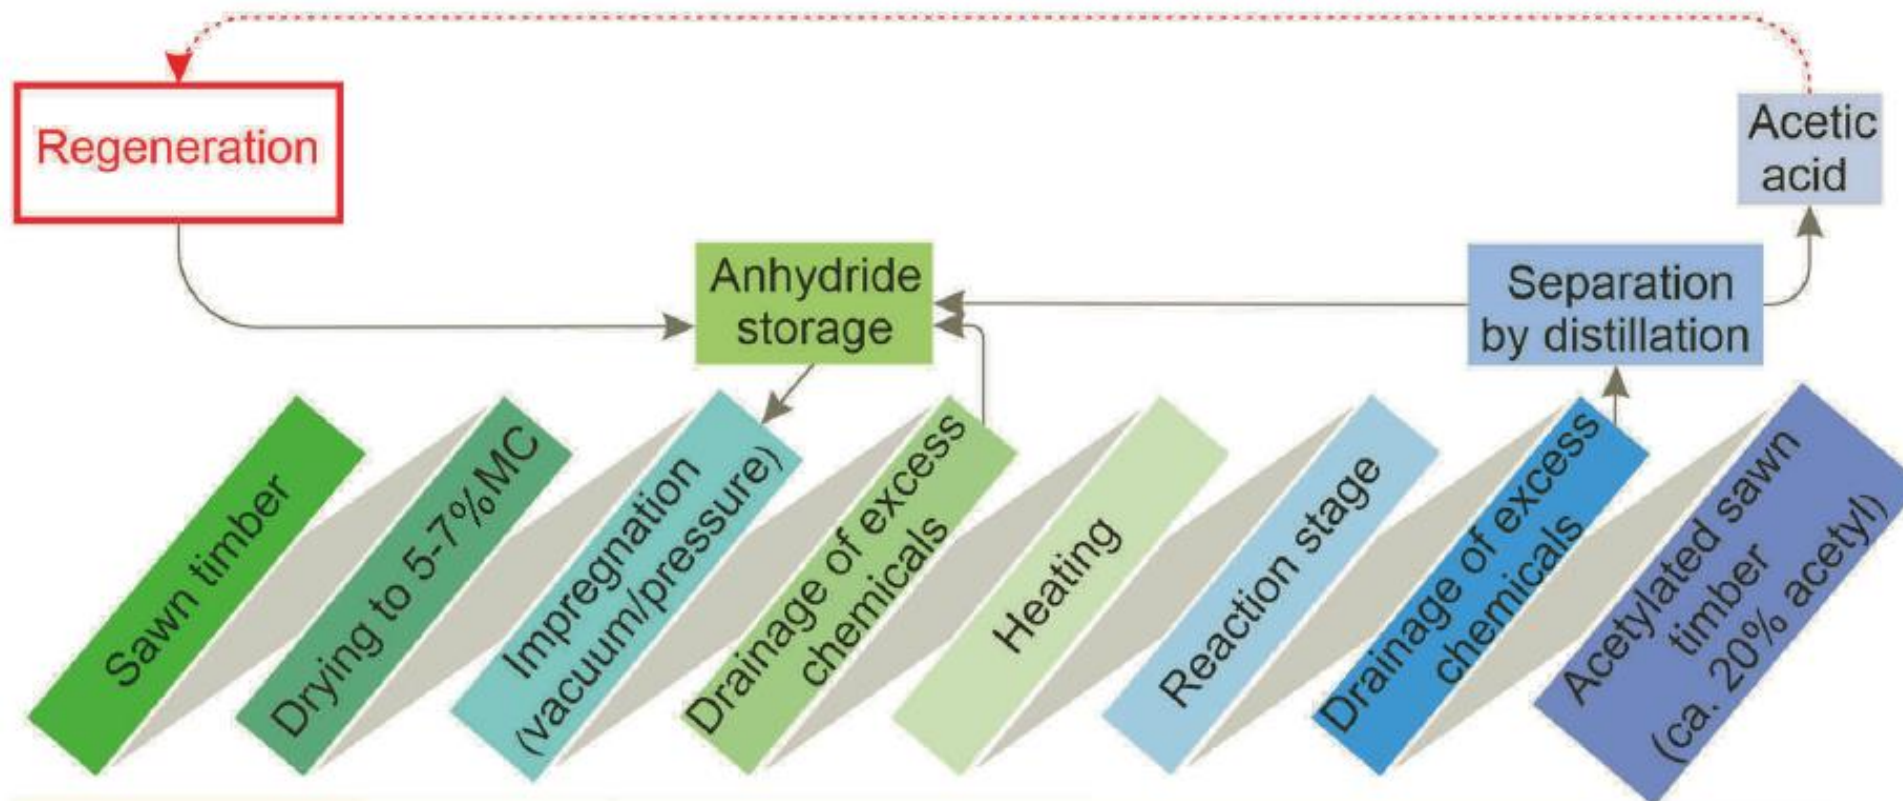 Regeneration
Acetic
acid
Anhydride
storage
Separation
by distillation
Sawn timber
Drying to 5-7%MC
Impregnation
(vacuum/pressure)
Drainage of excess
chemicals
Heating
Reaction stage
Drainage of excess
chemicals
Acetylated sawn
timber
(ca. 20% acetyl)